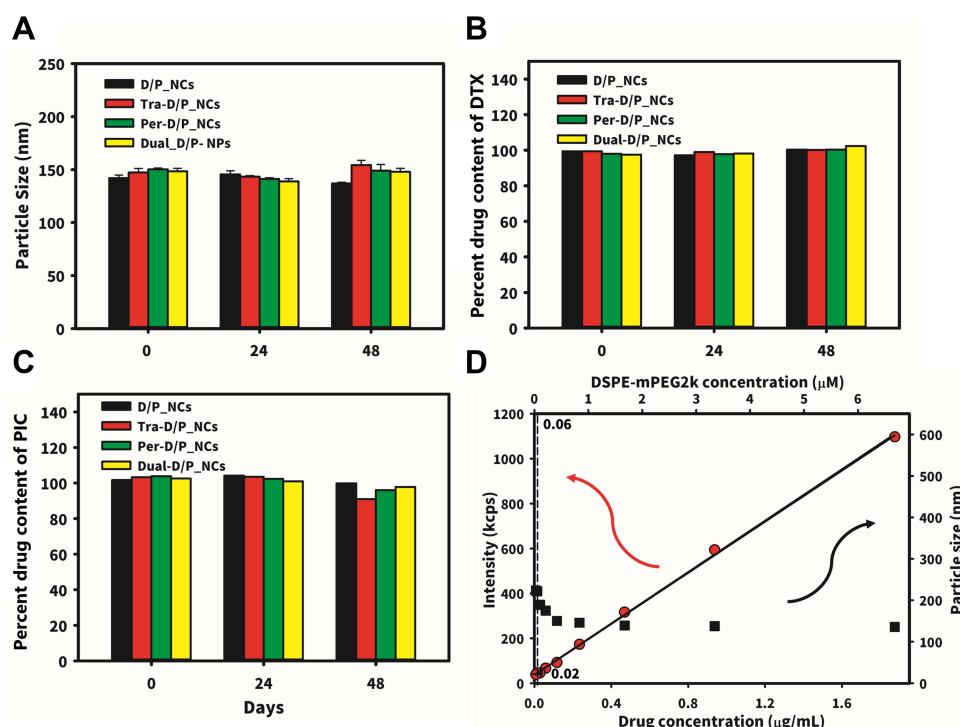 A
250
200
150
100
50
0
Particle Size (nm)
D/P_NCs
Tra-D/P_NCs
Per-D/P_NCs
Dual_D/P- NPs
0 24 48
B
140
120
100
80
60
40
20
0
Percent drug content of DTX
D/P_NCs
Tra-D/P_NCs
Per-D/P_NCs
Dual-D/P_NCs
0 24 48
C
140
120
100
80
60
40
20
0
Percent drug content of PIC
D/P_NCs
Tra-D/P_NCs
Per-D/P_NCs
Dual-D/P_NCs
0 24 48
Days
D
DSPE-mPEG2k concentration (μM)
0 1 2 3 4 5 6
1200
1000
800
600
400
200
0
Intensity (kcps)
0.06
0.02
600
500
400
300
200
100
0
Particle size (nm)
0.0 0.4 0.8 1.2 1.6
Drug concentration (μg/mL)